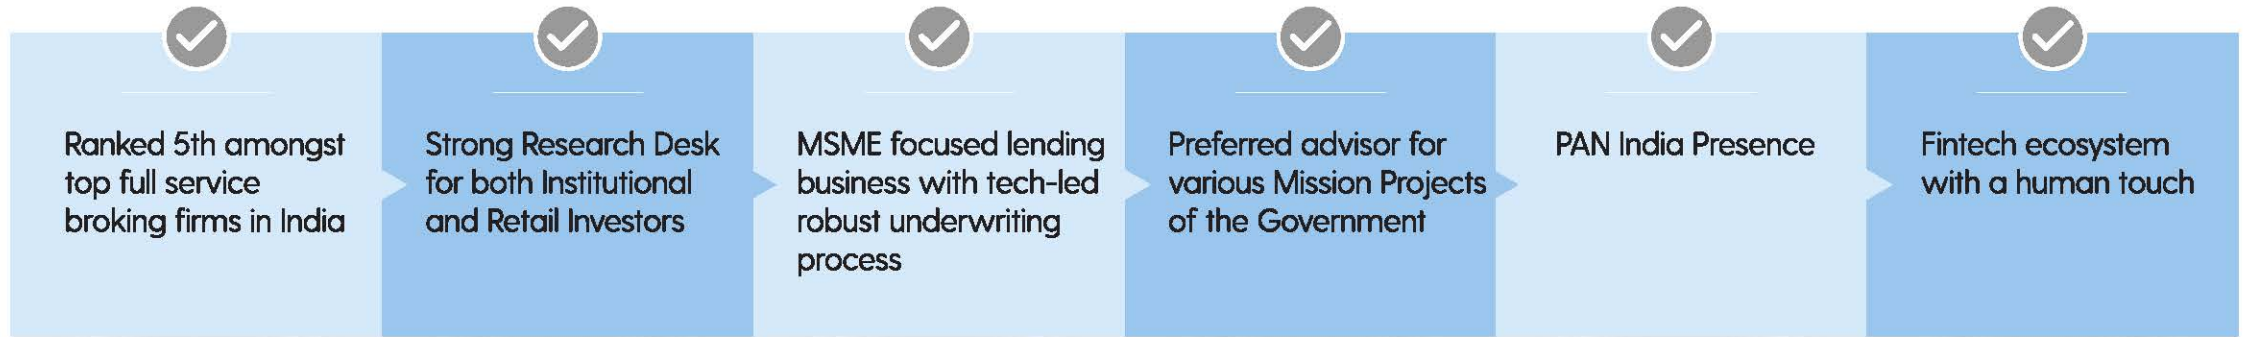 Ranked 5th amongst
top full service
broking firms in India
Strong Research Desk
for both Institutional
and Retail Investors
MSME focused lending
business with tech-led
robust underwriting
process
Preferred advisor for
various Mission Projects
of the Government
PAN India Presence
Fintech ecosystem
with a human touch